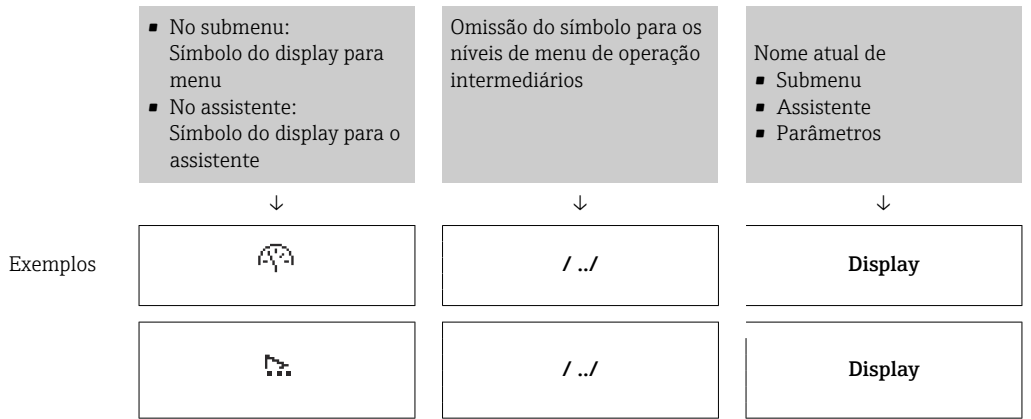 ▪ No submenu:
Símbolo do display para
menu
▪ No assistente:
Símbolo do display para o
assistente
Omissão do símbolo para os
níveis de menu de operação
intermediários
Nome atual de
▪ Submenu
▪ Assistente
▪ Parâmetros
↓ ↓ ↓
Exemplos
/ ../
Display
/ ../
Display